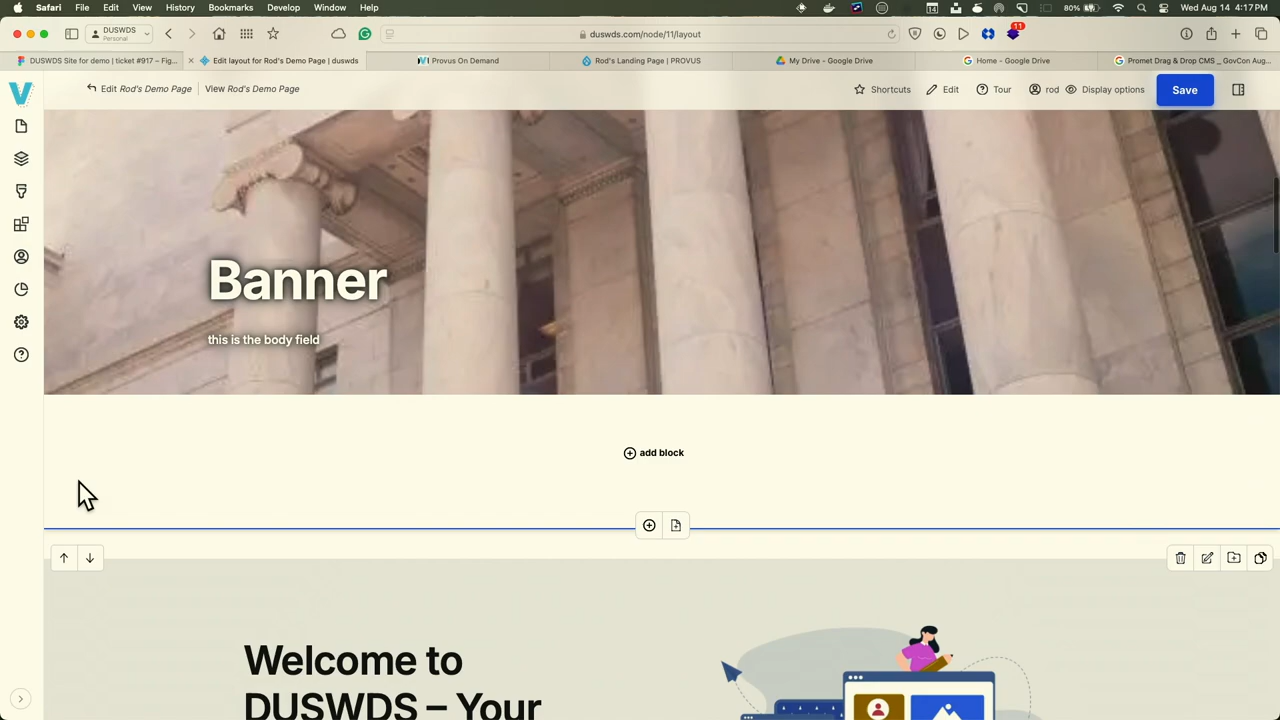 Safari File Edit View History Bookmarks Develop Window Help 80% Wed Aug 14 4:17 PM
DUSWDS
Personal
duswds.com/node/11/layout
11
DUSWDS Site for demo | ticket #917 – Fig... Edit layout for Rod's Demo Page | duswds Provus On Demand Rod's Landing Page | PROVUS My Drive - Google Drive Home - Google Drive Promet Drag & Drop CMS _ GovCon Aug...
Edit Rod's Demo Page View Rod's Demo Page Shortcuts Edit Tour rod Display options Save
Banner
this is the body field
add block
Welcome to
DUSWDS – Your